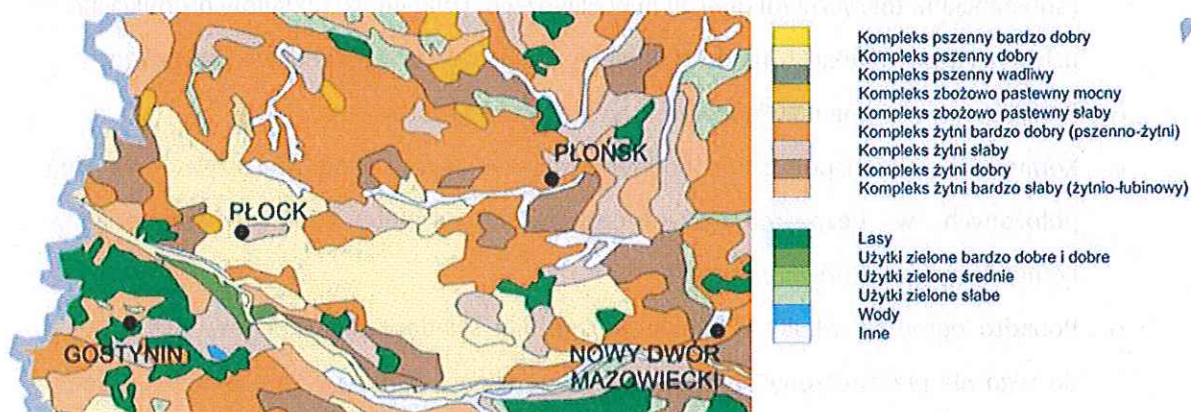 PŁOŃSK
PŁOCK
GOSTYNIN
NOWY DWÓR
MAZOWIECKI
Kompleks pszenny bardzo dobry
Kompleks pszenny dobry
Kompleks pszenny wadliwy
Kompleks zbożowo pastewny mocny
Kompleks zbożowo pastewny słaby
Kompleks żytni bardzo dobry (pszenno-żytni)
Kompleks żytni słaby
Kompleks żytni dobry
Kompleks żytni bardzo słaby (żytnio-łubinowy)
Lasy
Użytki zielone bardzo dobre i dobre
Użytki zielone średnie
Użytki zielone słabe
Wody
Inne